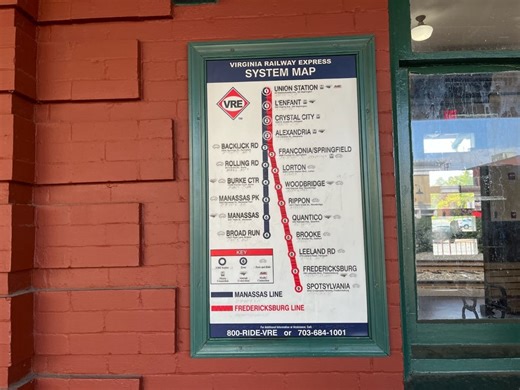 VIRGINIA RAILWAY EXPRESS
SYSTEM MAP
VRE
UNION STATION
L'ENFANT
CRYSTAL CITY
ALEXANDRIA
BACKLICK RD
FRANCONIA/SPRINGFIELD
ROLLING RD
LORTON
BURKE CTR
WOODBRIDGE
MANASSAS PK
RIPPON
MANASSAS
QUANTICO
BROAD RUN
BROOKE
LEELAND RD
FREDERICKSBURG
SPOTSYLVANIA
KEY
MANASSAS LINE
FREDERICKSBURG LINE
800-RIDE-VRE or 703-684-1001